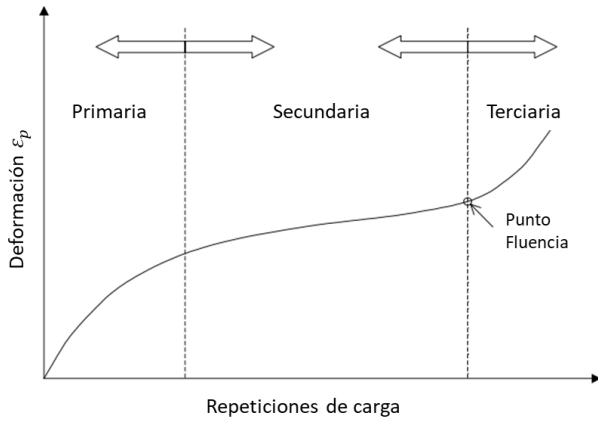 Primaria
Secundaria
Terciaria
Deformación εₚ
Punto
Fluencia
Repeticiones de carga